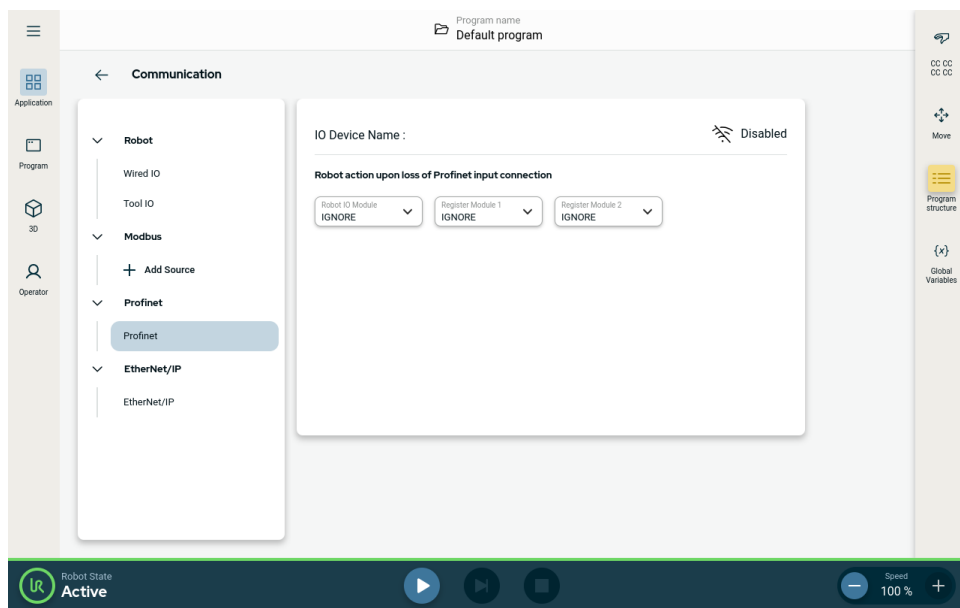 Program name
Default program
Application
Program
3D
Operator
Communication
Robot
Wired IO
Tool IO
Modbus
Add Source
Profinet
Profinet
EtherNet/IP
EtherNet/IP
IO Device Name :
Disabled
Robot action upon loss of Profinet input connection
Robot IO Module
IGNORE
Register Module 1
IGNORE
Register Module 2
IGNORE
CC CC
CC CC
Move
Program
structure
{x}
Global
Variables
Robot State
Active
Speed
100 %